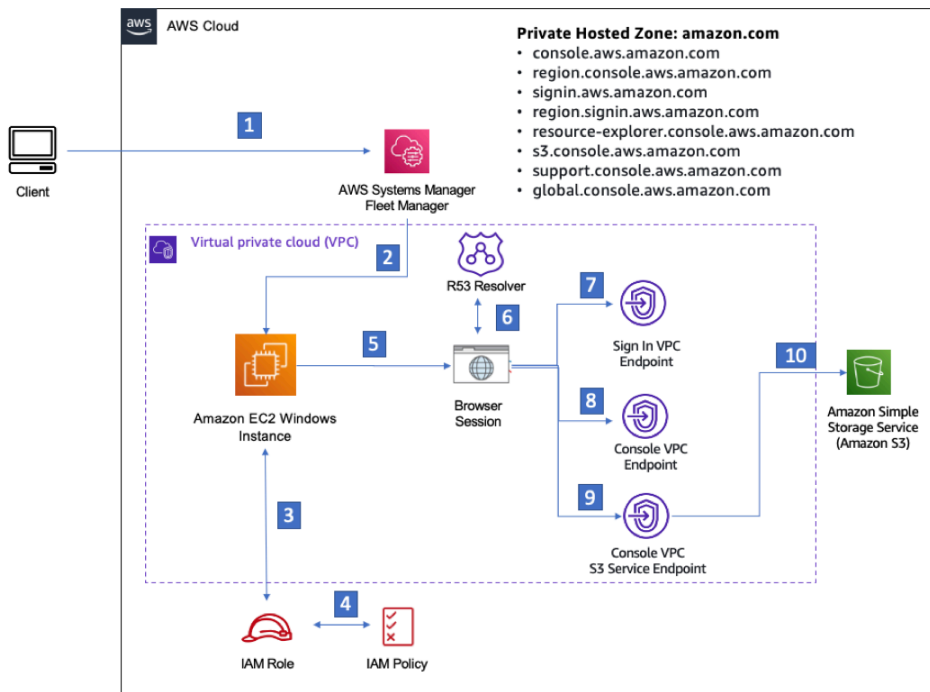 aws
AWS Cloud
Private Hosted Zone: amazon.com
• console.aws.amazon.com
• region.console.aws.amazon.com
• signin.aws.amazon.com
• region.signin.aws.amazon.com
• resource-explorer.console.aws.amazon.com
• s3.console.aws.amazon.com
• support.console.aws.amazon.com
• global.console.aws.amazon.com
1
Client
AWS Systems Manager
Fleet Manager
Virtual private cloud (VPC)
2
R53 Resolver
6
7
Sign In VPC
Endpoint
5
10
Amazon EC2 Windows
Instance
Browser
Session
8
Console VPC
Endpoint
Amazon Simple
Storage Service
(Amazon S3)
3
9
Console VPC
S3 Service Endpoint
4
IAM Role
IAM Policy